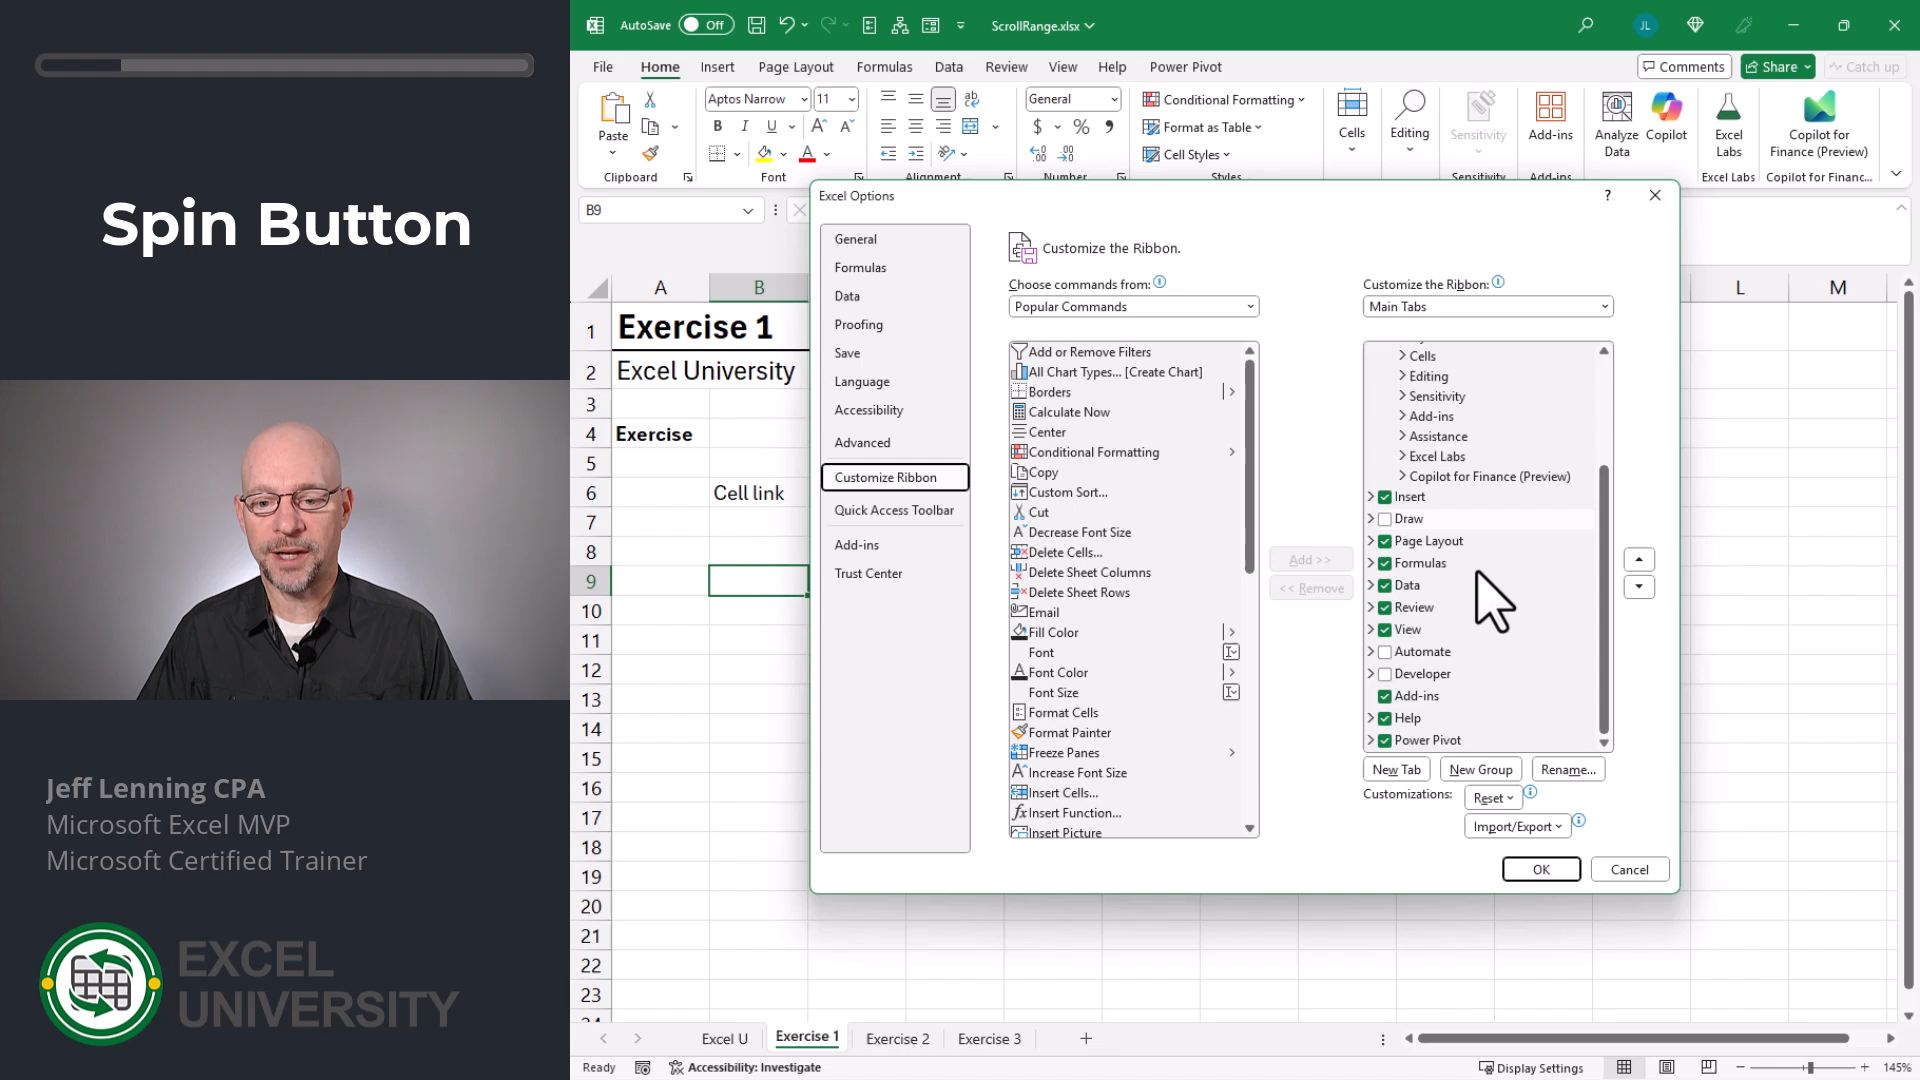 Spin Button
Jeff Lenning CPA
Microsoft Excel MVP
Microsoft Certified Trainer
EXCEL
UNIVERSITY
AutoSave Off ScrollRange.xlsx JL
File Home Insert Page Layout Formulas Data Review View Help Power Pivot Comments Share Catch up
Paste
Clipboard
Aptos Narrow 11
B I U A A
A
Font
ab
Alignment
General
$ % 9
Number
Conditional Formatting
Format as Table
Cell Styles
Styles
Cells
Editing
Sensitivity
Sensitivity
Add-ins
Add-ins
Analyze
Data
Copilot
Excel
Labs
Excel Labs
Copilot for
Finance (Preview)
Copilot for Financ...
B9
A B L M
1 Exercise 1
2 Excel University
3
4 Exercise
5
6 Cell link
7
8
9
10
11
12
13
14
15
16
17
18
19
20
21
22
23
24
Excel Options ?
General
Formulas
Data
Proofing
Save
Language
Accessibility
Advanced
Customize Ribbon
Quick Access Toolbar
Add-ins
Trust Center
Customize the Ribbon.
Choose commands from:
Popular Commands
Add or Remove Filters
All Chart Types... [Create Chart]
Borders
Calculate Now
Center
Conditional Formatting
Copy
Custom Sort...
Cut
Decrease Font Size
Delete Cells...
Delete Sheet Columns
Delete Sheet Rows
Email
Fill Color
Font
Font Color
Font Size
Format Cells
Format Painter
Freeze Panes
Increase Font Size
Insert Cells...
Insert Function...
Insert Picture
Add >>
<< Remove
Customize the Ribbon:
Main Tabs
Cells
Editing
Sensitivity
Add-ins
Assistance
Excel Labs
Copilot for Finance (Preview)
Insert
Draw
Page Layout
Formulas
Data
Review
View
Automate
Developer
Add-ins
Help
Power Pivot
New Tab New Group Rename...
Customizations: Reset
Import/Export
OK Cancel
Excel U Exercise 1 Exercise 2 Exercise 3
Ready Accessibility: Investigate Display Settings 145%